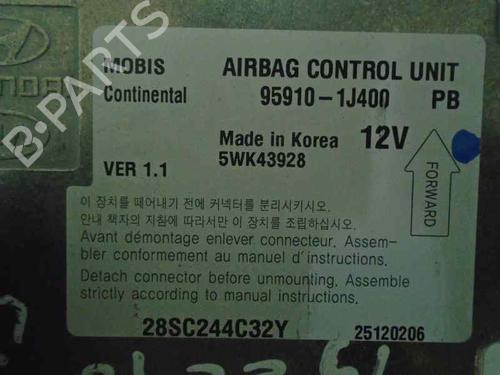 MOBIS AIRBAG CONTROL UNIT
Continental 95910-1J400 PB
Made in Korea 12V
VER 1.1 5WK43928
FORWARD
이 장치를 떼어내기 전에 커넥터를 분리시키시오.
안내 책자의 지침에 따라서만 이 장치를 조립하십시오.
Avant démontage enlever connecteur. Assem-
bler conformement au manuel d'instructions.
Detach connector before unmounting. Assemble
strictly according to manual instructions.
28SC244C32Y 25120206
B-PARTS